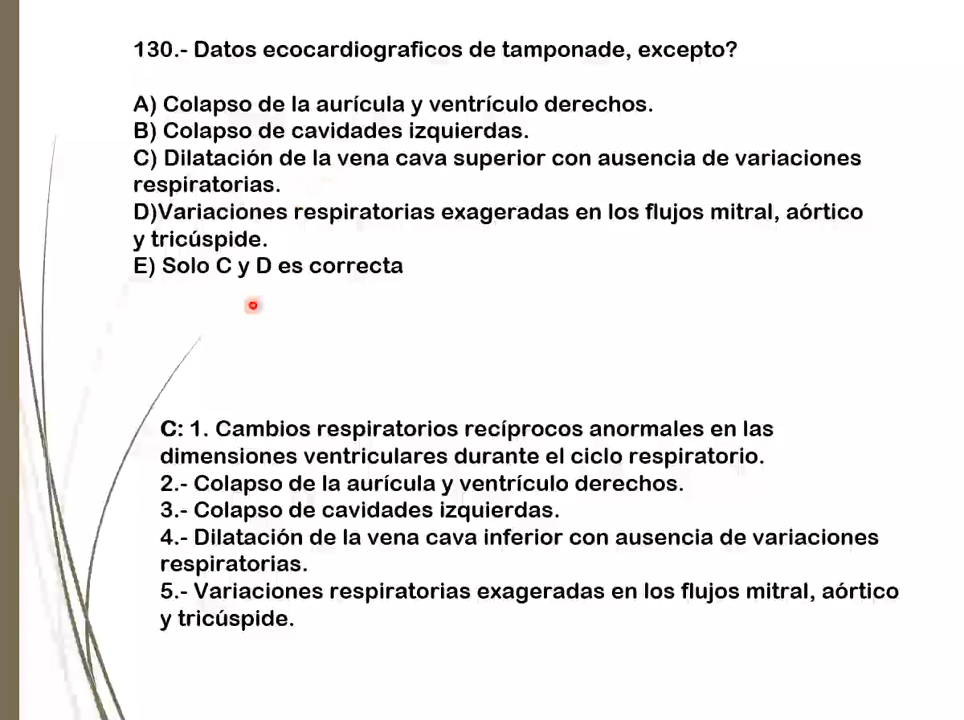 130.- Datos ecocardiograficos de tamponade, excepto?
A) Colapso de la aurícula y ventrículo derechos.
B) Colapso de cavidades izquierdas.
C) Dilatación de la vena cava superior con ausencia de variaciones
respiratorias.
D)Variaciones respiratorias exageradas en los flujos mitral, aórtico
y tricúspide.
E) Solo C y D es correcta
C: 1. Cambios respiratorios recíprocos anormales en las
dimensiones ventriculares durante el ciclo respiratorio.
2.- Colapso de la aurícula y ventrículo derechos.
3.- Colapso de cavidades izquierdas.
4.- Dilatación de la vena cava inferior con ausencia de variaciones
respiratorias.
5.- Variaciones respiratorias exageradas en los flujos mitral, aórtico
y tricúspide.